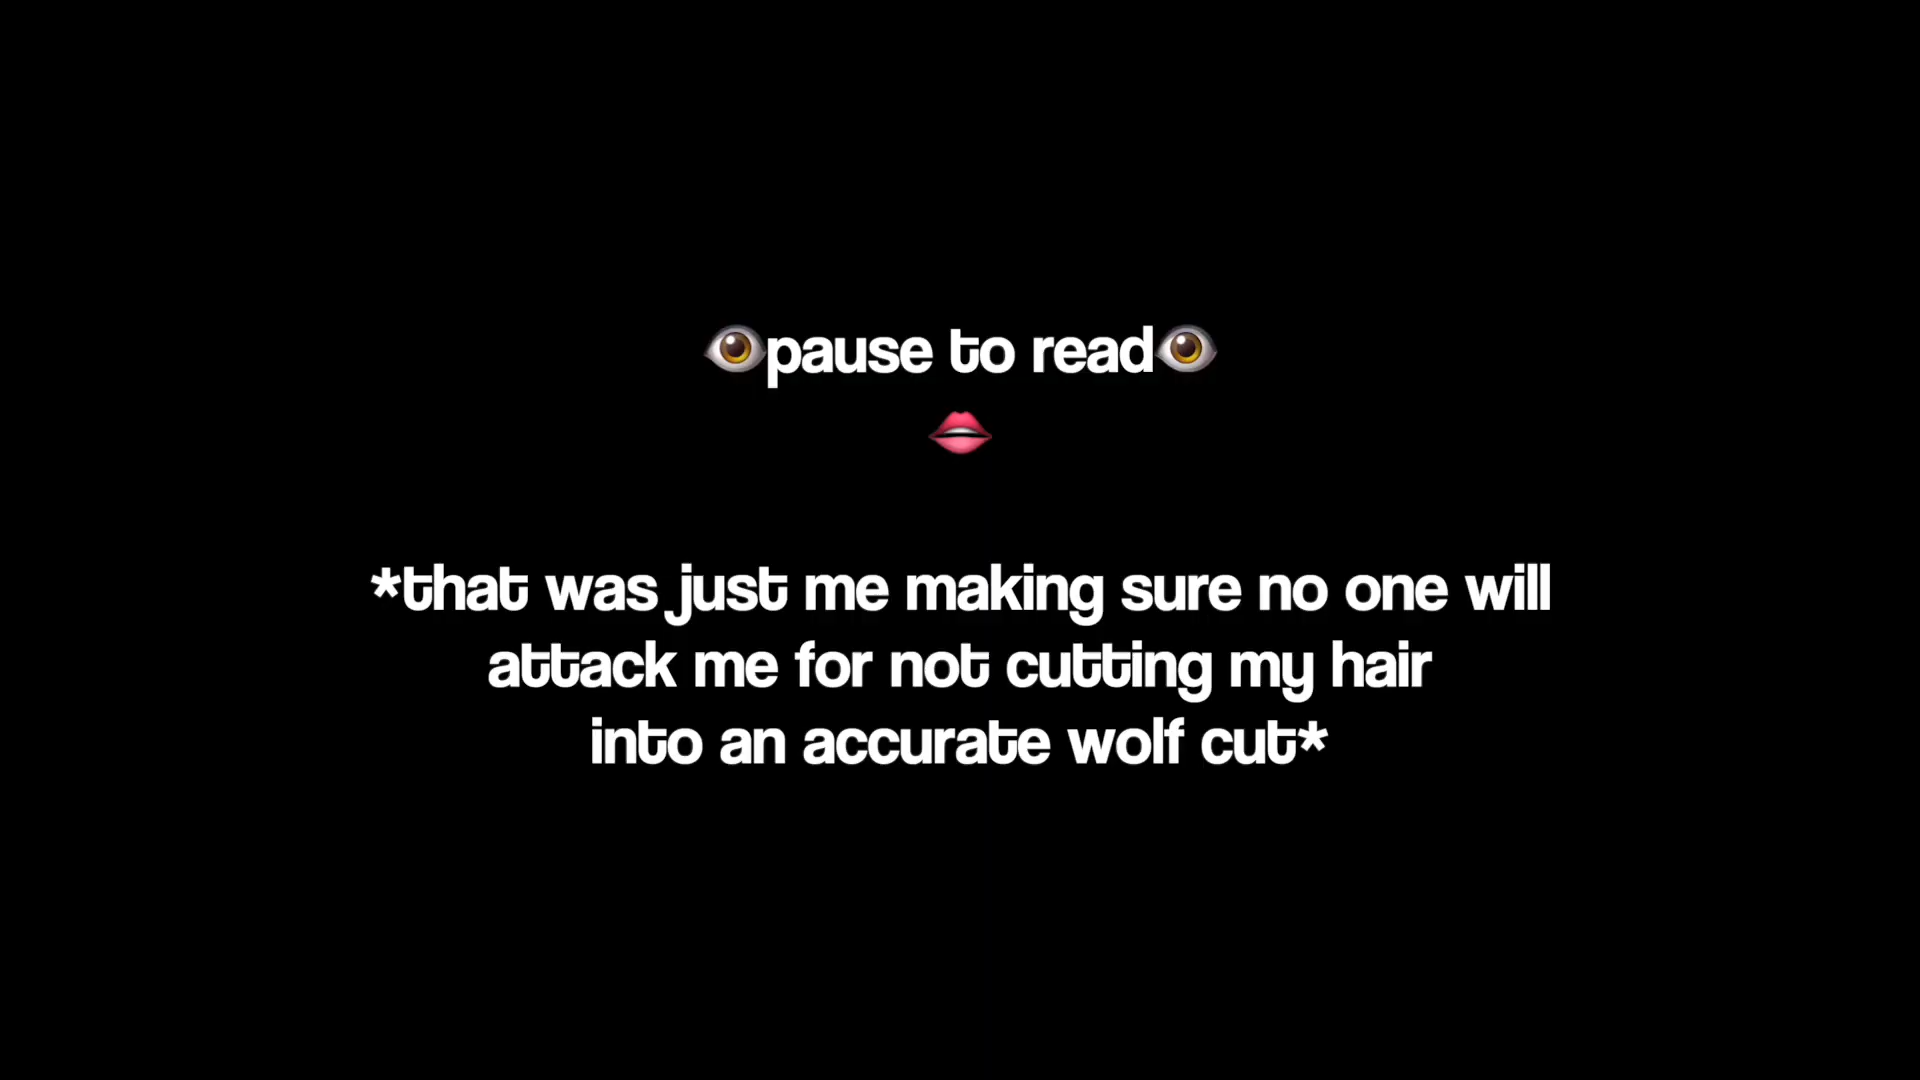 👁️pause to read👁️
👄
*that was just me making sure no one will
attack me for not cutting my hair
into an accurate wolf cut*